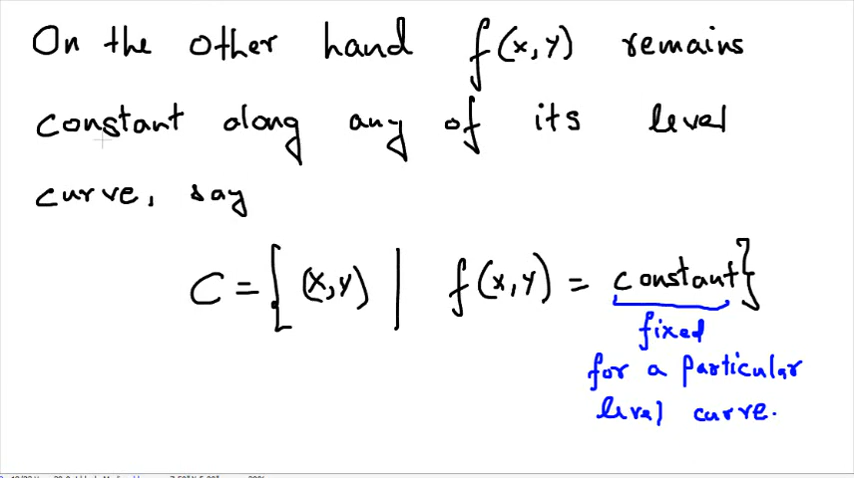 On the other hand f(x,y) remains
constant along any of its level
curve, say
C = { (x,y) | f(x,y) = constant}
fixed
for a particular
level curve.